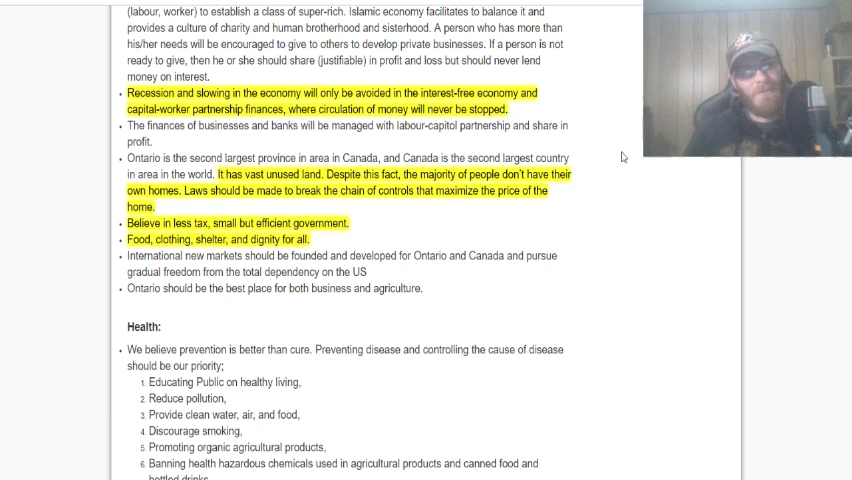 (labour, worker) to establish a class of super-rich. Islamic economy facilitates to balance it and
provides a culture of charity and human brotherhood and sisterhood. A person who has more than
his/her needs will be encouraged to give to others to develop private businesses. If a person is not
ready to give, then he or she should share (justifiable) in profit and loss but should never lend
money on interest.
• Recession and slowing in the economy will only be avoided in the interest-free economy and
capital-worker partnership finances, where circulation of money will never be stopped.
• The finances of businesses and banks will be managed with labour-capitol partnership and share in
profit.
• Ontario is the second largest province in area in Canada, and Canada is the second largest country
in area in the world. It has vast unused land. Despite this fact, the majority of people don't have their
own homes. Laws should be made to break the chain of controls that maximize the price of the
home.
• Believe in less tax, small but efficient government.
• Food, clothing, shelter, and dignity for all.
• International new markets should be founded and developed for Ontario and Canada and pursue
gradual freedom from the total dependency on the US
• Ontario should be the best place for both business and agriculture.
Health:
• We believe prevention is better than cure. Preventing disease and controlling the cause of disease
should be our priority;
1. Educating Public on healthy living,
2. Reduce pollution,
3. Provide clean water, air, and food,
4. Discourage smoking,
5. Promoting organic agricultural products,
6. Banning health hazardous chemicals used in agricultural products and canned food and
bottled drinks